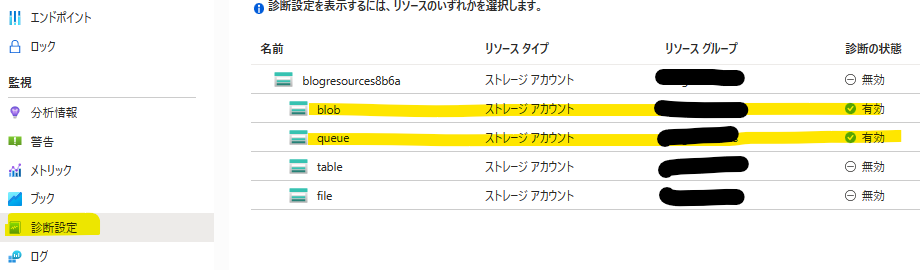 エンドポイント
ロック
監視
分析情報
警告
メトリック
ブック
診断設定
ログ
診断設定を表示するには、リソースのいずれかを選択します。
名前 リソース タイプ リソース グループ 診断の状態
blogresources8b6a ストレージ アカウント 無効
blob ストレージ アカウント 有効
queue ストレージ アカウント 有効
table ストレージ アカウント 無効
file ストレージ アカウント 無効